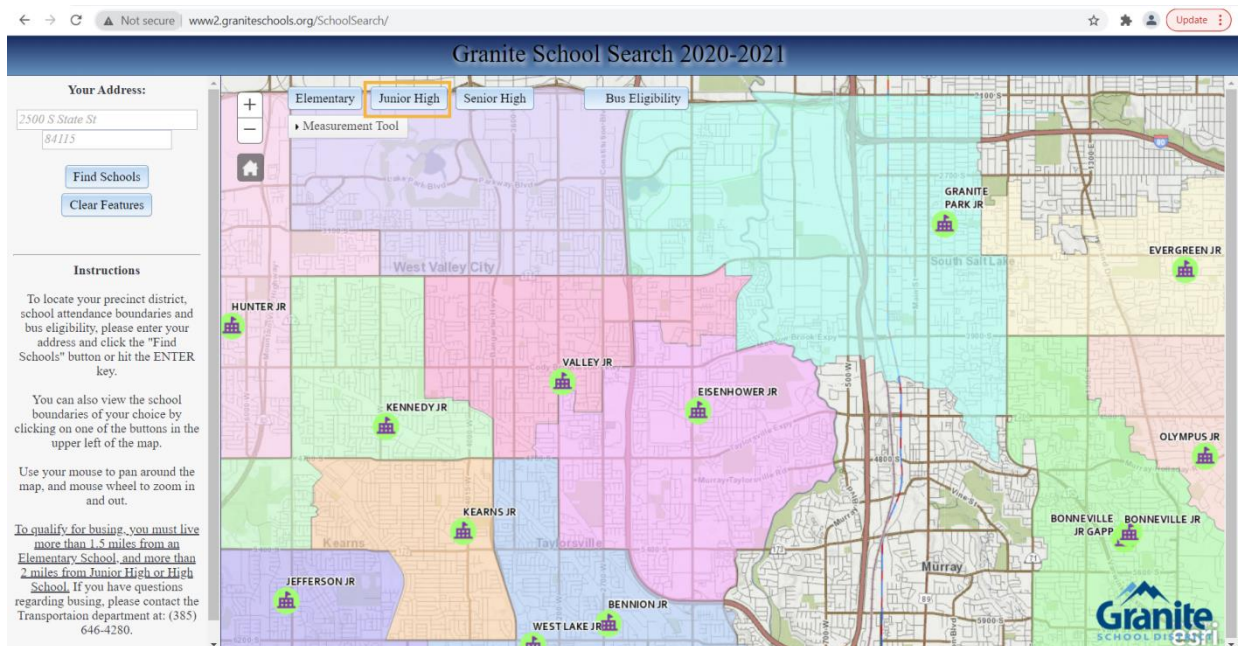 Not secure | www2.graniteschools.org/SchoolSearch/
Update
Granite School Search 2020-2021
Your Address:
2500 S State St
84115
Find Schools
Clear Features
Instructions
To locate your precinct district,
school attendance boundaries and
bus eligibility, please enter your
address and click the "Find
Schools" button or hit the ENTER
key.
You can also view the school
boundaries of your choice by
clicking on one of the buttons in the
upper left of the map.
Use your mouse to pan around the
map, and mouse wheel to zoom in
and out.
To qualify for busing, you must live
more than 1.5 miles from an
Elementary School, and more than
2 miles from Junior High or High
School. If you have questions
regarding busing, please contact the
Transportaion department at: (385)
646-4280.
+
−
Elementary
Junior High
Senior High
Bus Eligibility
Measurement Tool
80
GRANITE
PARK JR
EVERGREEN JR
West Valley City
South Salt Lake
HUNTER JR
VALLEY JR
EISENHOWER JR
KENNEDY JR
500 W
OLYMPUS JR
4800 S
KEARNS JR
BONNEVILLE
JR GAPP
BONNEVILLE JR
Kearns
Taylorsville
Murray
71
JEFFERSON JR
89
BENNION JR
WEST LAKE JR
5900 S
Granite
SCHOOL DISTRICT
esri